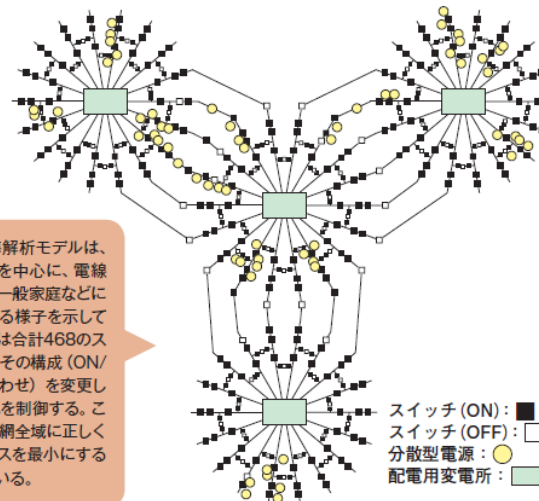 解析モデルは、
を中心に、電線
一般家庭などに
る様子を示して
は合計468のス
その構成（ON/
わせ）を変更し
を制御する。こ
網全域に正しく
スを最小にする
いる。
スイッチ(ON)：
スイッチ(OFF)：
分散型電源：
配電用変電所：